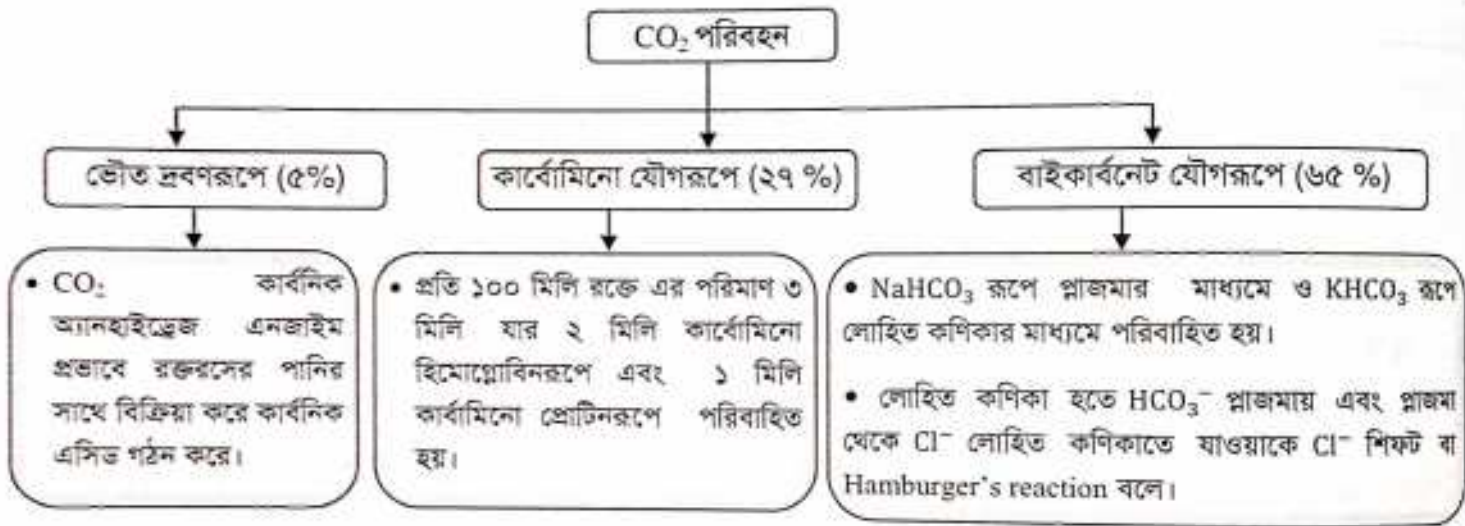 CO₂ পরিবহন
ভৌত দ্রবণরূপে (৫%)
কার্বোমিনো যৌগরূপে (২৭ %)
বাইকার্বনেট যৌগরূপে (৬৫ %)
• CO₂ কার্বনিক
অ্যানহাইড্রেজ এনজাইম
প্রভাবে রক্তরসের পানির
সাথে বিক্রিয়া করে কার্বনিক
এসিড গঠন করে।
• প্রতি ১০০ মিলি রক্তে এর পরিমাণ ৩
মিলি যার ২ মিলি কার্বোমিনো
হিমোগ্লোবিনরূপে এবং ১ মিলি
কার্বামিনো প্রোটিনরূপে পরিবাহিত
হয়।
• NaHCO₃ রূপে প্লাজমার মাধ্যমে ও KHCO₃ রূপে
লোহিত কণিকার মাধ্যমে পরিবাহিত হয়।
• লোহিত কণিকা হতে HCO₃⁻ প্লাজমায় এবং প্লাজমা
থেকে Cl⁻ লোহিত কণিকাতে যাওয়াকে Cl⁻ শিফট বা
Hamburger's reaction বলে।